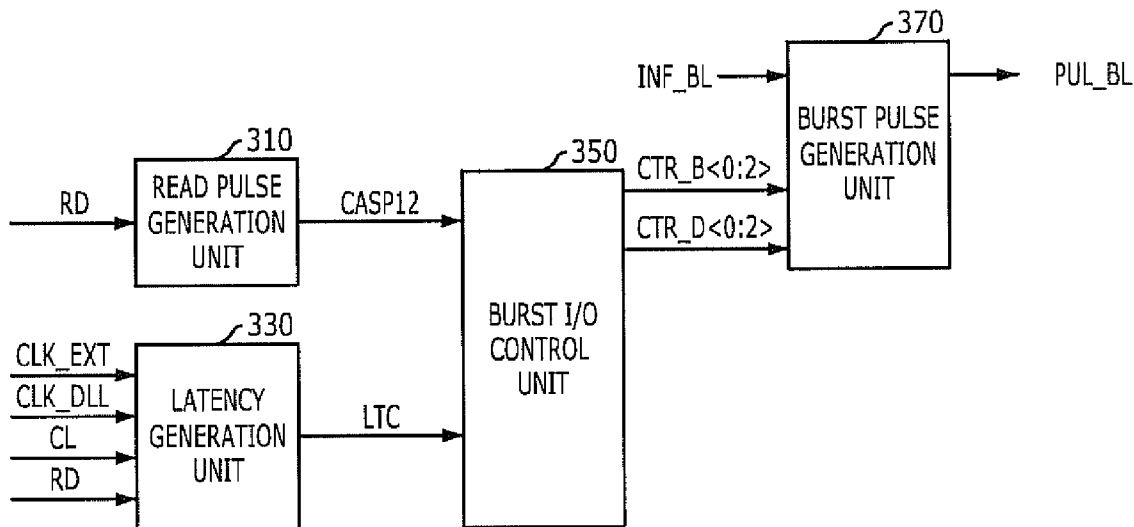 370
INF_BL
PUL_BL
BURST PULSE
GENERATION
UNIT
310
350
READ PULSE
GENERATION
UNIT
RD
CASP12
CTR_B<0:2>
CTR_D<0:2>
BURST I/O
CONTROL
UNIT
330
CLK_EXT
CLK_DLL
CL
RD
LATENCY
GENERATION
UNIT
LTC